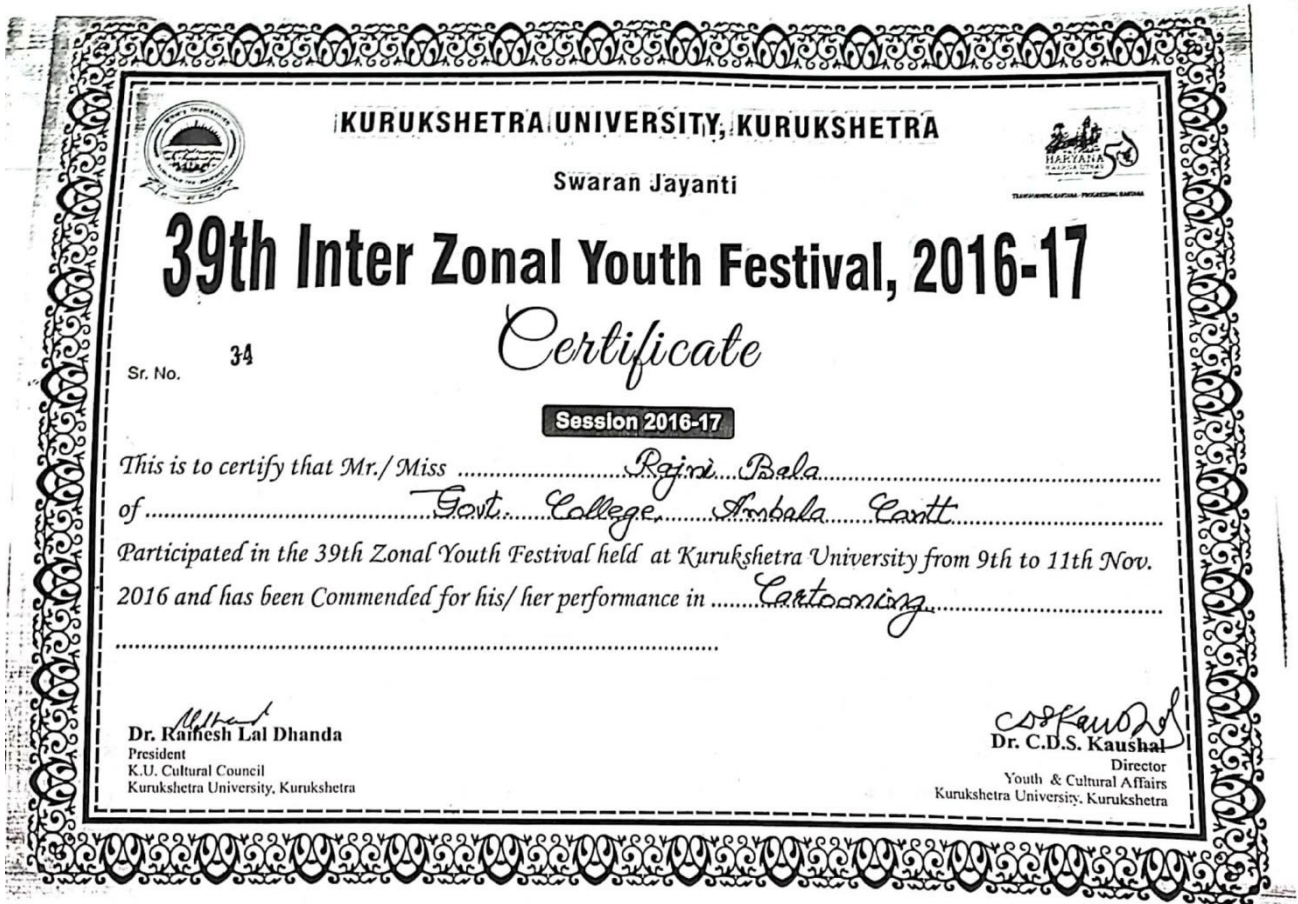 KURUKSHETRA UNIVERSITY, KURUKSHETRA
HARYANA
Swaran Jayanti
39th Inter Zonal Youth Festival, 2016-17
Certificate
Sr. No. 34
Session 2016-17
This is to certify that Mr./ Miss ........ Rajni Bala ........
of ........ Govt. College, Ambala Cantt ........
Participated in the 39th Zonal Youth Festival held at Kurukshetra University from 9th to 11th Nov.
2016 and has been Commended for his/ her performance in ........ Cartooning ........
Dr. Ramesh Lal Dhanda
President
K.U. Cultural Council
Kurukshetra University, Kurukshetra
CDSKaushal
Dr. C.D.S. Kaushal
Director
Youth & Cultural Affairs
Kurukshetra University, Kurukshetra